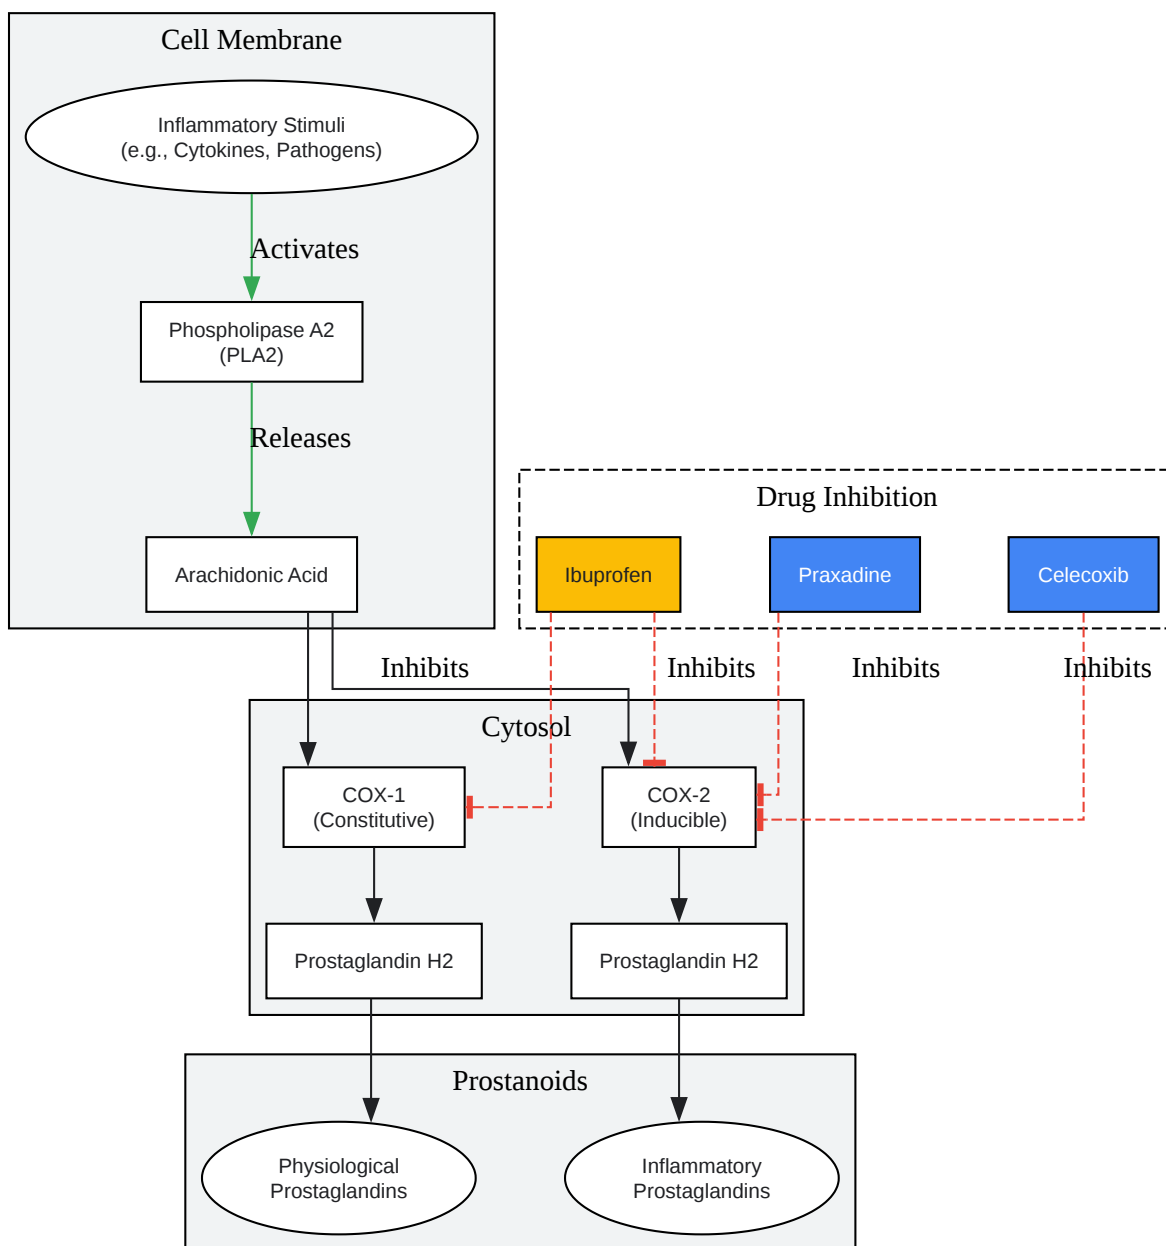 Cell Membrane
Inflammatory Stimuli
(e.g., Cytokines, Pathogens)
Activates
Phospholipase A2
(PLA2)
Releases
Arachidonic Acid
Drug Inhibition
Ibuprofen
Praxadine
Celecoxib
Inhibits
Inhibits
Inhibits
Inhibits
Cytosol
COX-1
(Constitutive)
COX-2
(Inducible)
Prostaglandin H2
Prostaglandin H2
Prostanoids
Physiological
Prostaglandins
Inflammatory
Prostaglandins